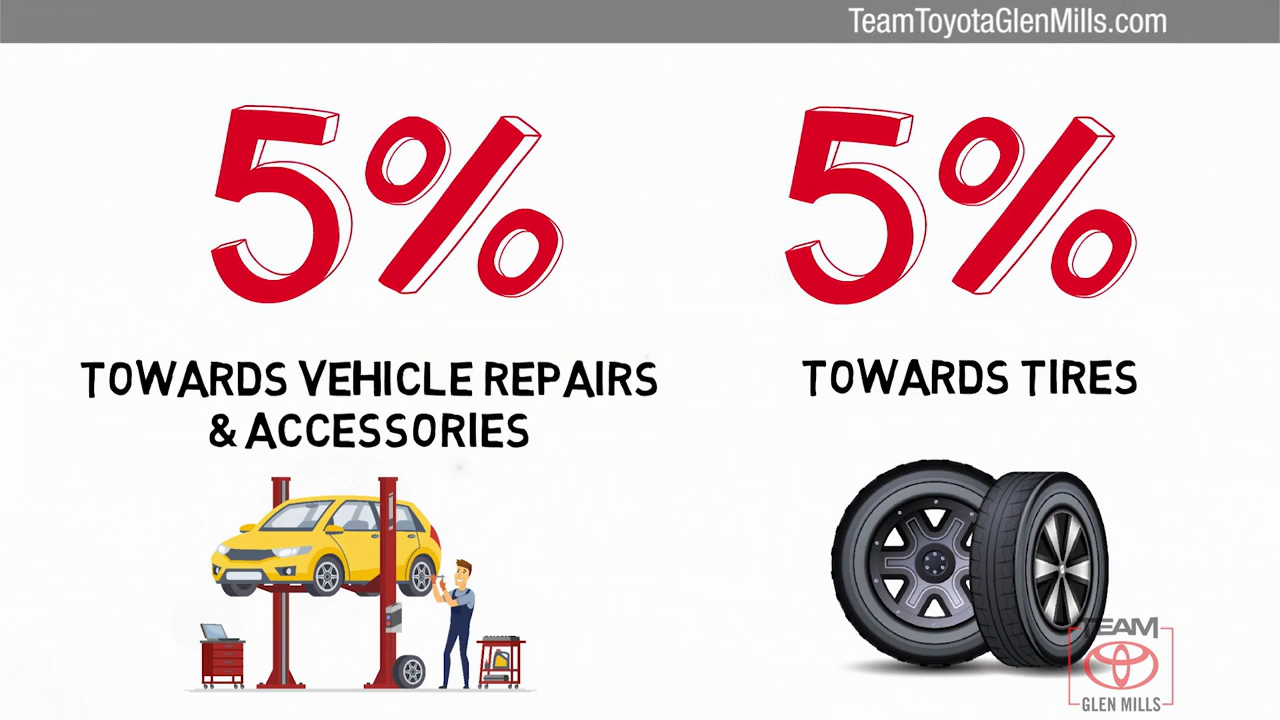 TeamToyotaGlenMills.com
5%
5%
TOWARDS VEHICLE REPAIRS
& ACCESSORIES
TOWARDS TIRES
TEAM
GLEN MILLS